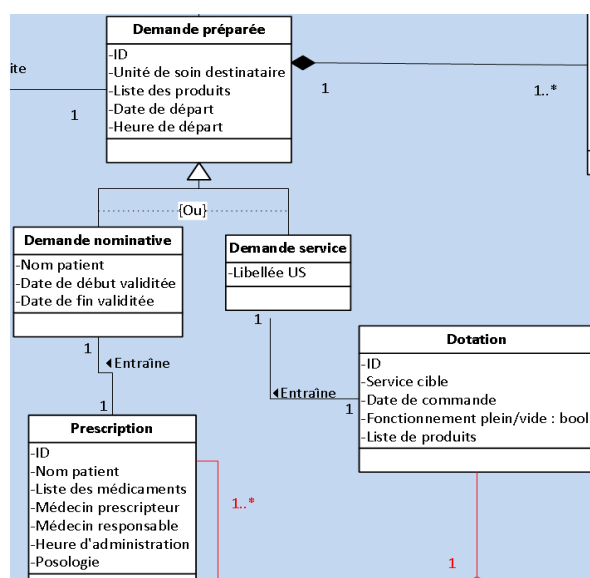 Demande préparée
-ID
-Unité de soin destinataire
-Liste des produits
-Date de départ
-Heure de départ
ite
1
1
1..*
{Ou}
Demande nominative
-Nom patient
-Date de début validitée
-Date de fin validitée
Demande service
-Libellée US
1
Entraîne
1
1
Entraîne
1
Dotation
-ID
-Service cible
-Date de commande
-Fonctionnement plein/vide : bool
-Liste de produits
Prescription
-ID
-Nom patient
-Liste des médicaments
-Médecin prescripteur
-Médecin responsable
-Heure d'administration
-Posologie
1..*
1